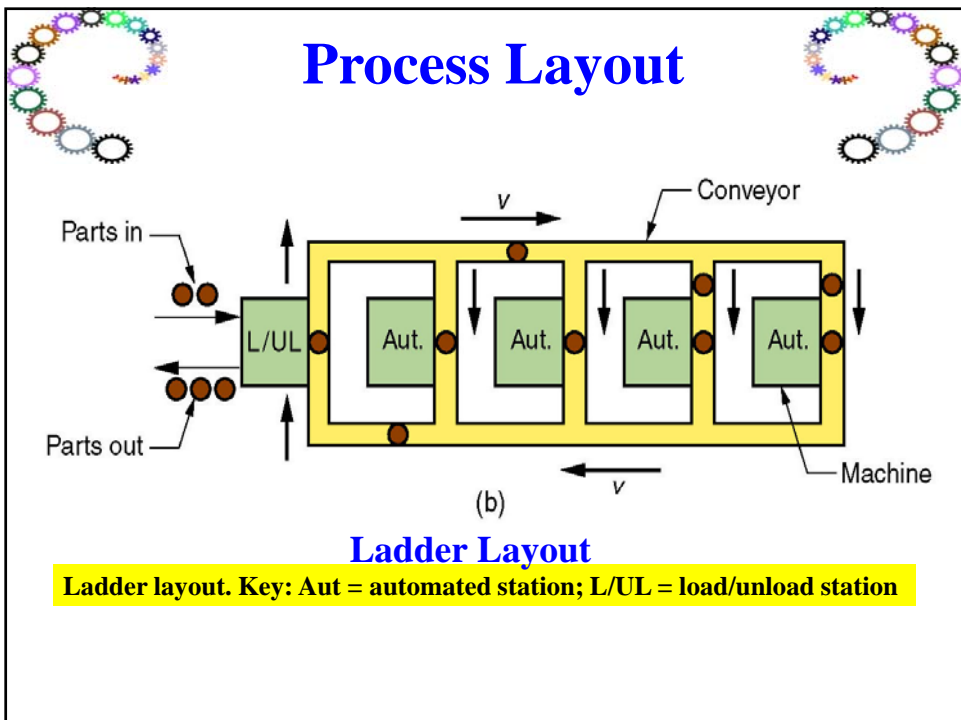 Process Layout
v
Conveyor
Parts in
L/UL
Aut.
Aut.
Aut.
Aut.
Parts out
v
Machine
(b)
Ladder Layout
Ladder layout. Key: Aut = automated station; L/UL = load/unload station